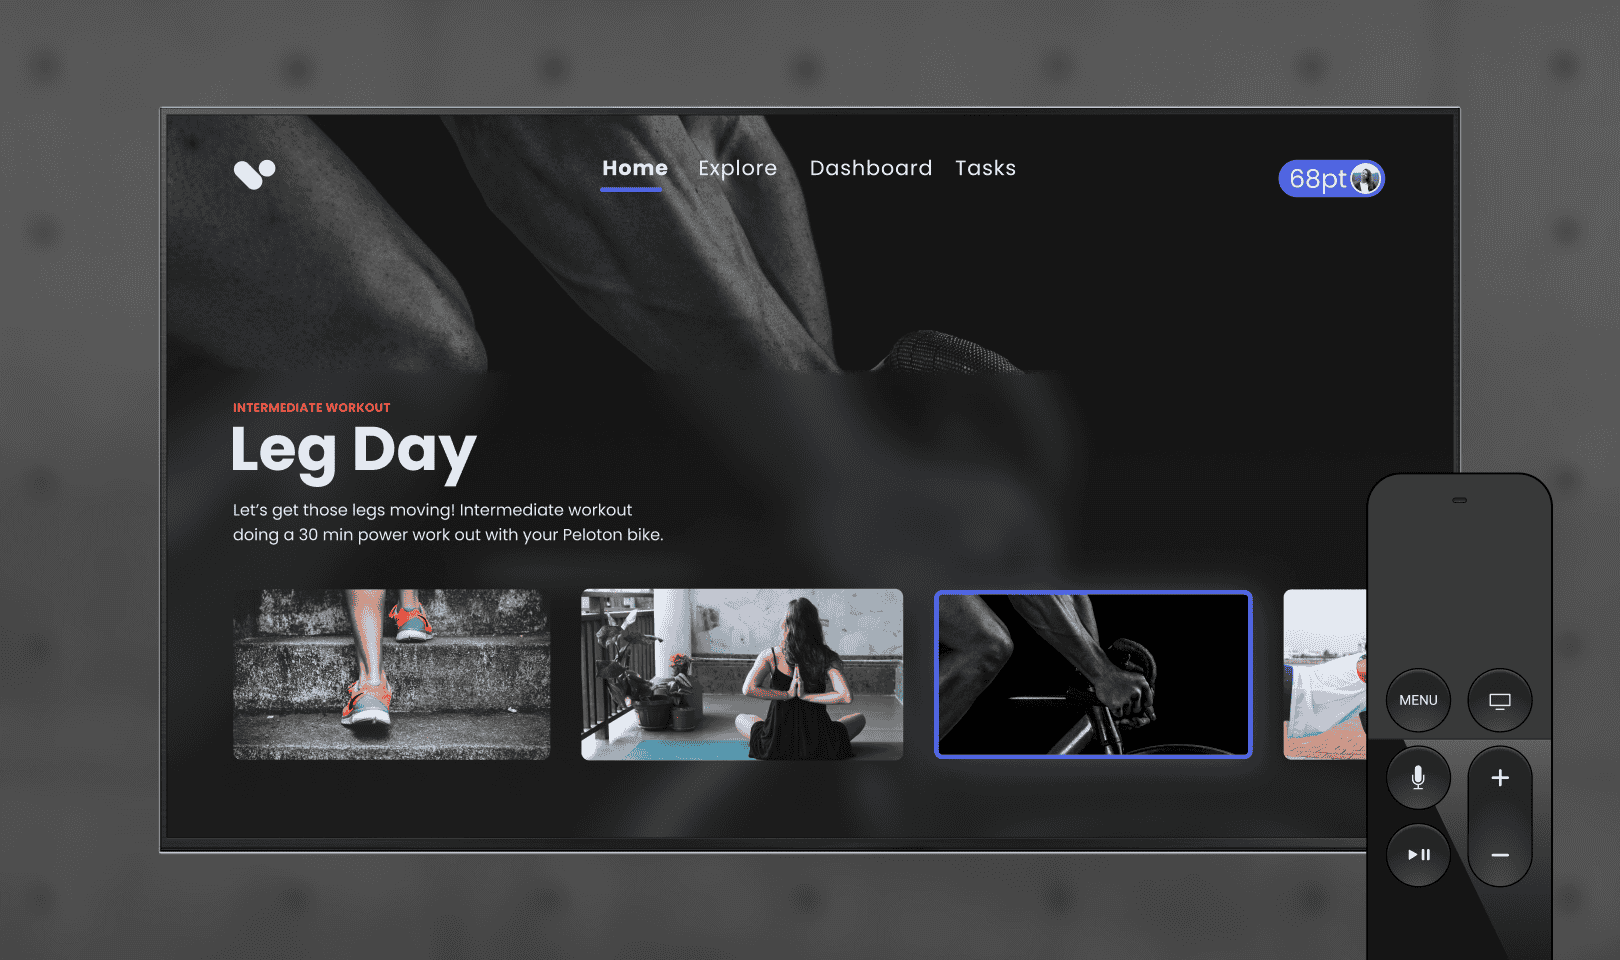 Home Explore Dashboard Tasks
68pt
INTERMEDIATE WORKOUT
Leg Day
Let’s get those legs moving! Intermediate workout
doing a 30 min power work out with your Peloton bike.
MENU